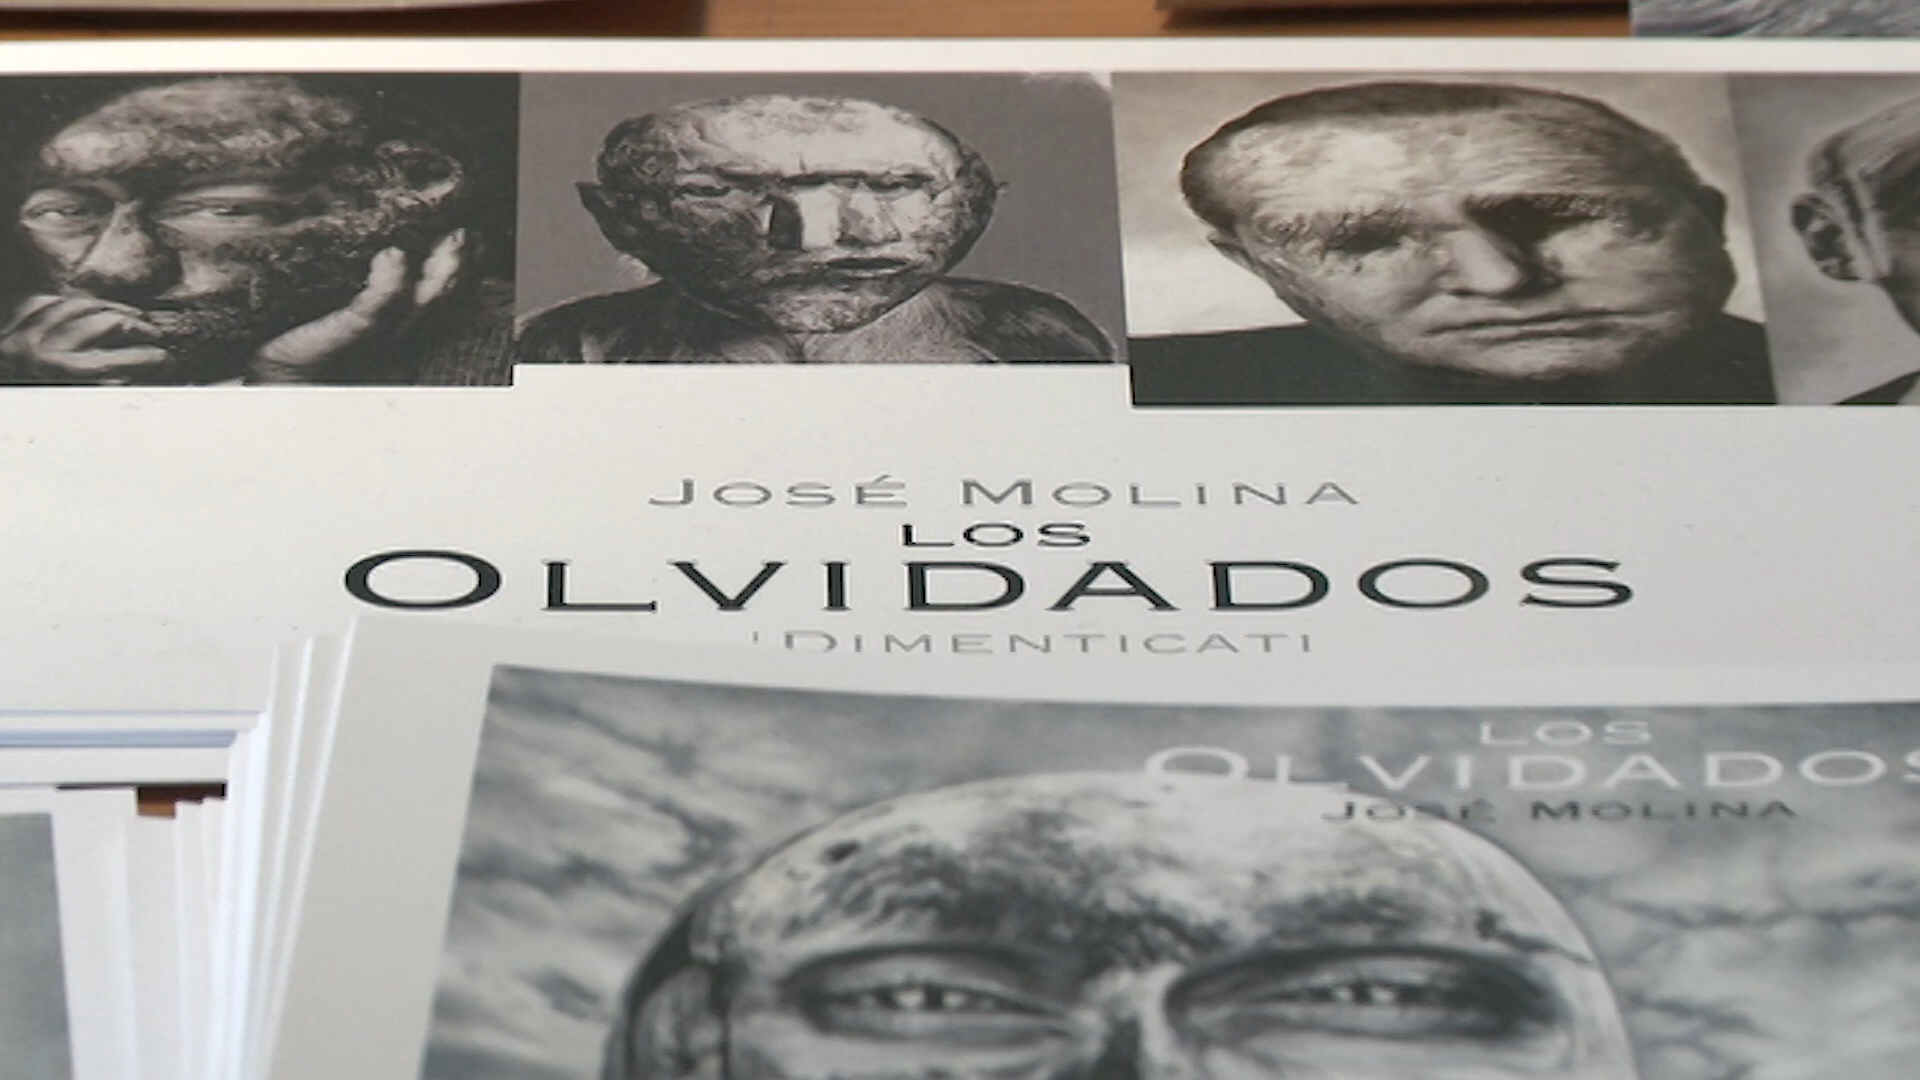 JOSÉ MOLINA
LOS
OLVIDADOS
I DIMENTICATI
LOS
OLVIDADOS
JOSÉ MOLINA